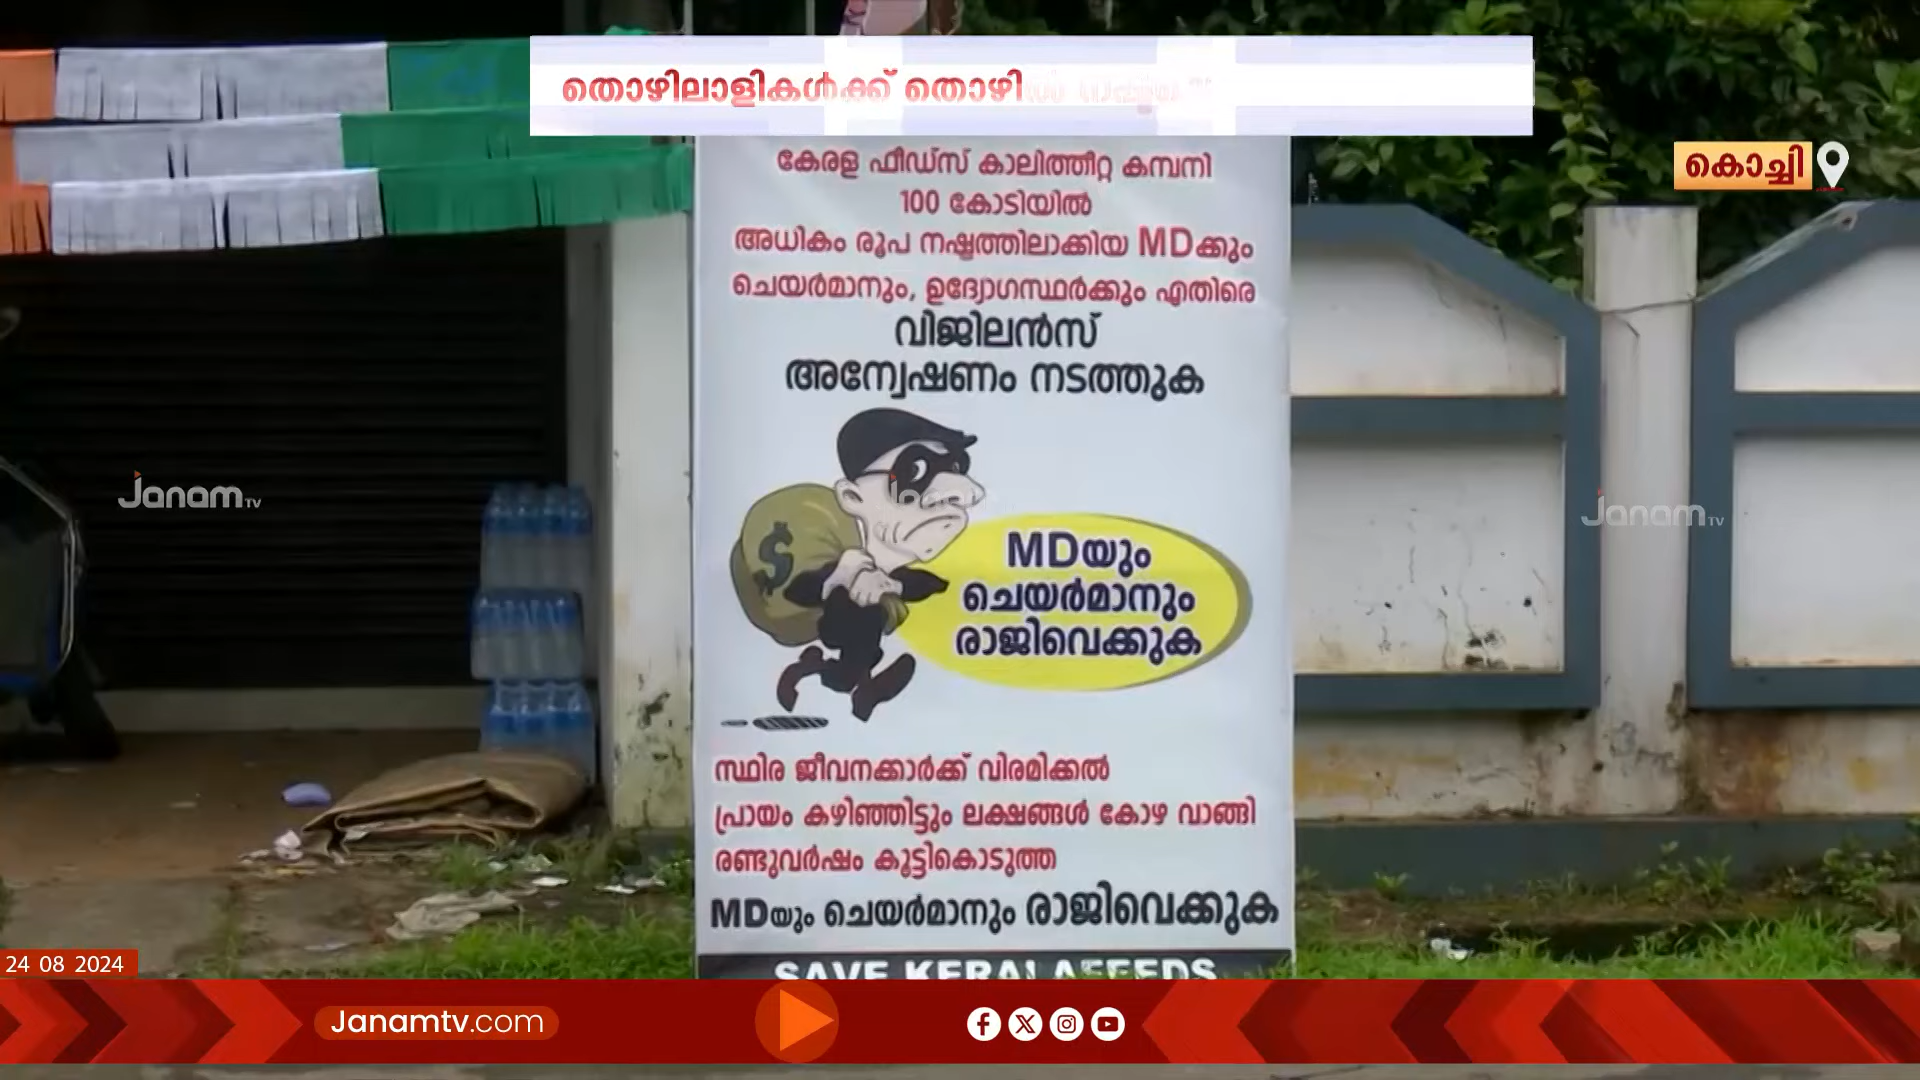 തൊഴിലാളികൾക്ക് തൊഴിൽ
കൊച്ചി
കേരള ഫീഡ്സ് കാലിത്തീറ്റ കമ്പനി
100 കോടിയിൽ
അധികം രൂപ നഷ്ടത്തിലാക്കിയ MDക്കും
ചെയർമാനും, ഉദ്യോഗസ്ഥർക്കും എതിരെ
വിജിലൻസ്
അന്വേഷണം നടത്തുക
Janam TV
Janam TV
Janam
$
MDയും
ചെയർമാനും
രാജിവെക്കുക
സ്ഥിര ജീവനക്കാർക്ക് വിരമിക്കൽ
പ്രായം കഴിഞ്ഞിട്ടും ലക്ഷങ്ങൾ കോഴ വാങ്ങി
രണ്ടുവർഷം കൂട്ടികൊടുത്ത
MDയും ചെയർമാനും രാജിവെക്കുക
SAVE KERALAFEEDS
24 08 2024
Janamtv.com